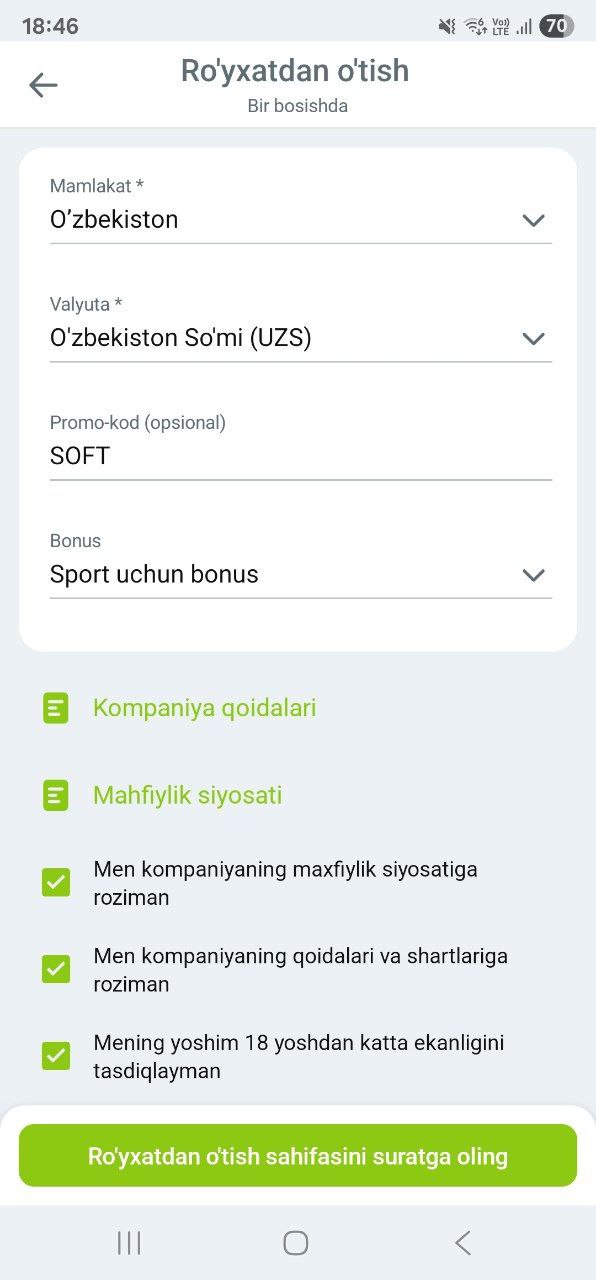 18:46
6
Vo))
LTE
70
Ro'yxatdan o'tish
Bir bosishda
Mamlakat *
O‘zbekiston
Valyuta *
O'zbekiston So'mi (UZS)
Promo-kod (opsional)
SOFT
Bonus
Sport uchun bonus
Kompaniya qoidalari
Mahfiylik siyosati
Men kompaniyaning maxfiylik siyosatiga
roziman
Men kompaniyaning qoidalari va shartlariga
roziman
Mening yoshim 18 yoshdan katta ekanligini
tasdiqlayman
Ro'yxatdan o'tish sahifasini suratga oling